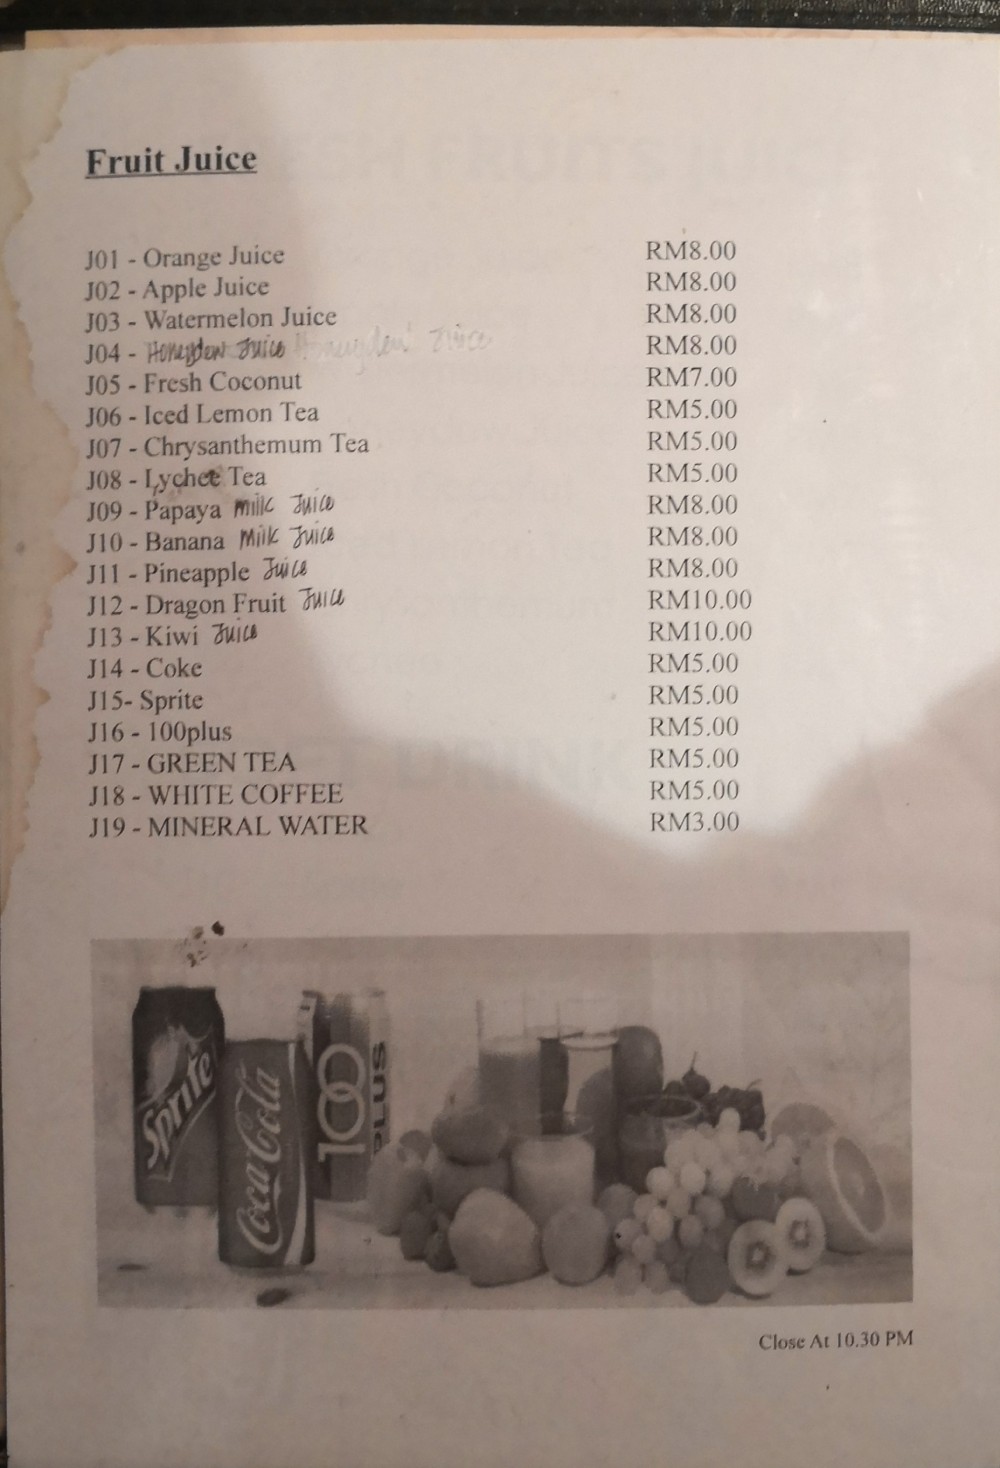 Fruit Juice
J01 - Orange Juice RM8.00
J02 - Apple Juice RM8.00
J03 - Watermelon Juice RM8.00
J04 - Honeydew Juice Honeydew Juice RM8.00
J05 - Fresh Coconut RM7.00
J06 - Iced Lemon Tea RM5.00
J07 - Chrysanthemum Tea RM5.00
J08 - Lychee Tea RM5.00
J09 - Papaya Milk Juice RM8.00
J10 - Banana Milk Juice RM8.00
J11 - Pineapple Juice RM8.00
J12 - Dragon Fruit Juice RM10.00
J13 - Kiwi Juice RM10.00
J14 - Coke RM5.00
J15- Sprite RM5.00
J16 - 100plus RM5.00
J17 - GREEN TEA RM5.00
J18 - WHITE COFFEE RM5.00
J19 - MINERAL WATER RM3.00
Sprite
Coca-Cola
100 PLUS
Close At 10.30 PM